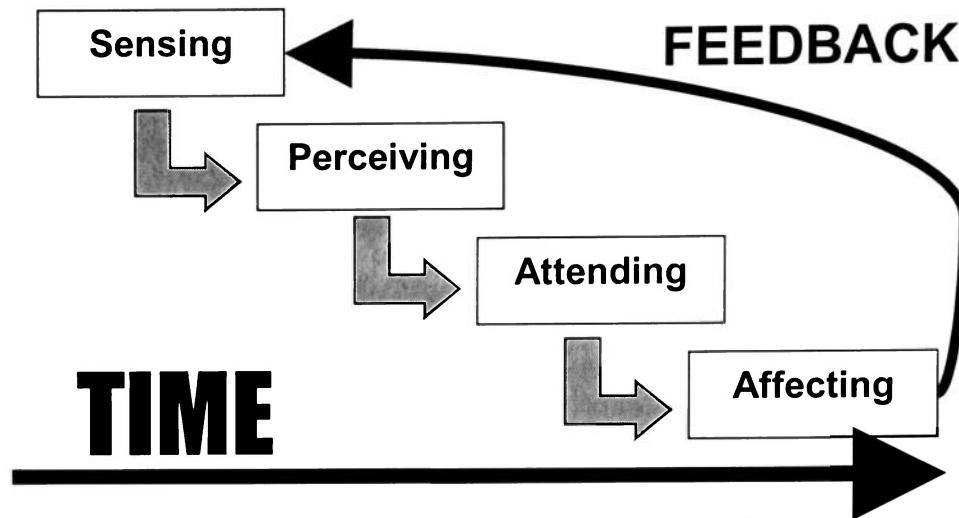 Sensing
FEEDBACK
Perceiving
Attending
Affecting
TIME